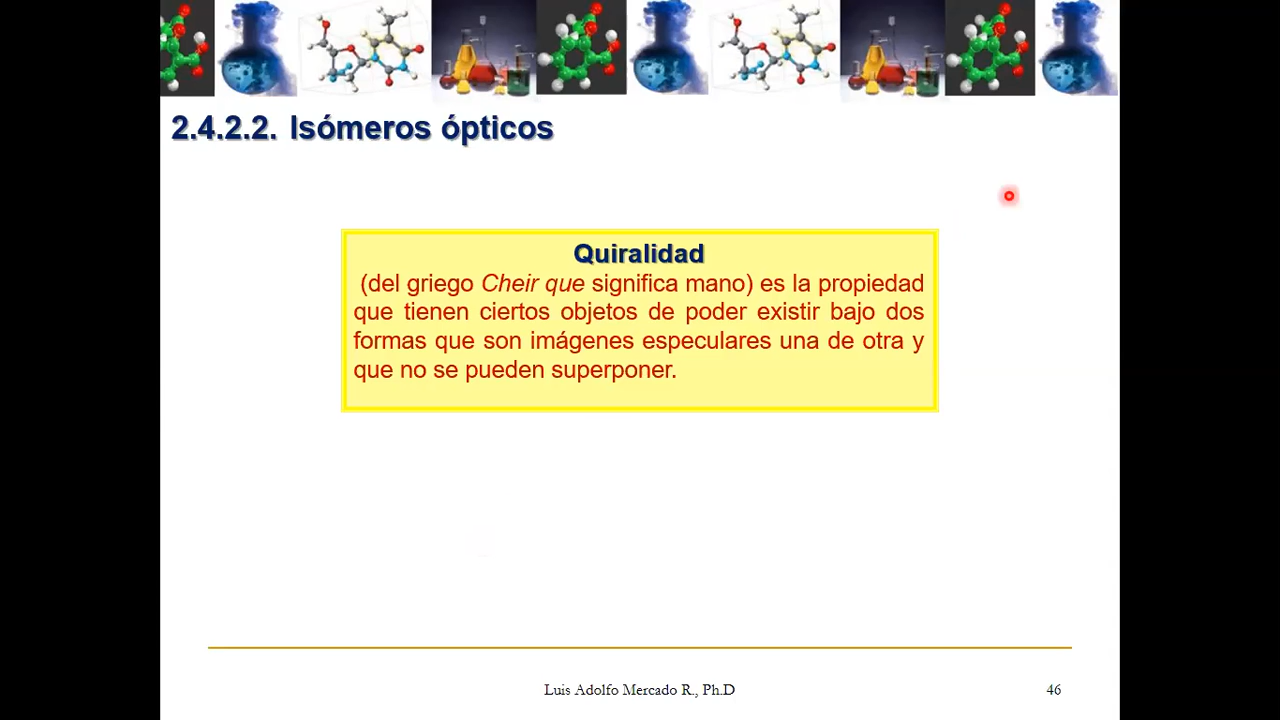 2.4.2.2. Isómeros ópticos
Quiralidad
(del griego Cheir que significa mano) es la propiedad
que tienen ciertos objetos de poder existir bajo dos
formas que son imágenes especulares una de otra y
que no se pueden superponer.
Luis Adolfo Mercado R., Ph.D
46